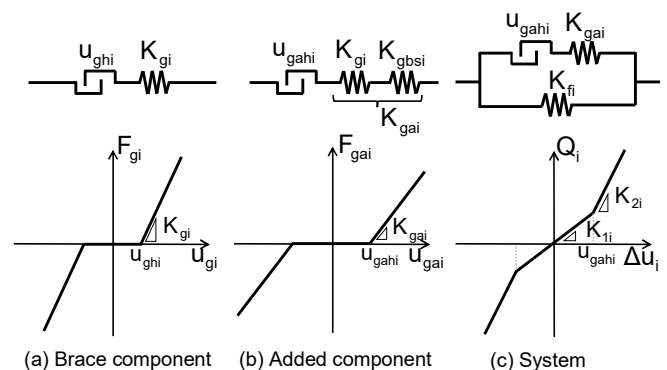 u_ghi K_gi
u_gahi K_gi K_gbsi
K_gai
u_gahi K_gai
K_fi
F_gi
K_gi
u_ghi u_gi
F_gai
K_gai
u_gahi u_gai
Q_i
K_2i
K_1i
u_gahi Δu_i
(a) Brace component
(b) Added component
(c) System